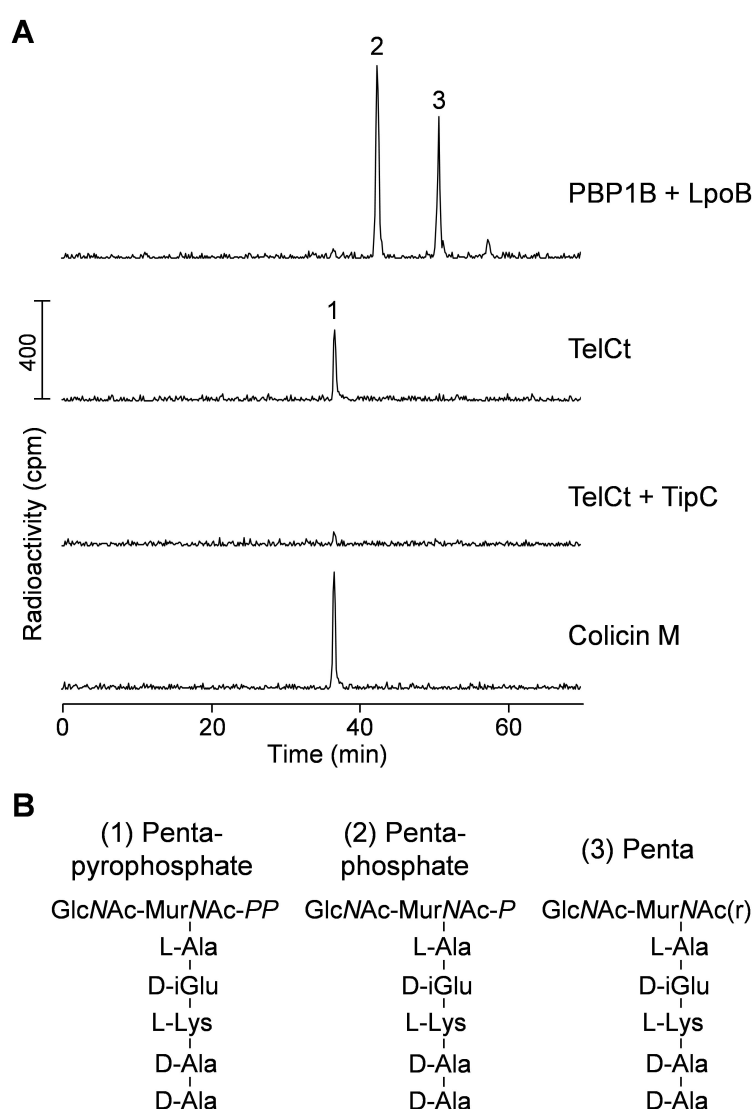 A
2
3
PBP1B + LpoB
400
1
TelCt
Radioactivity (cpm)
TelCt + TipC
Colicin M
0 20 40 60
Time (min)
B
(1) Penta-
pyrophosphate
(2) Penta-
phosphate
(3) Penta
GlcNAc-MurNAc-PP GlcNAc-MurNAc-P GlcNAc-MurNAc(r)
L-Ala L-Ala L-Ala
D-iGlu D-iGlu D-iGlu
L-Lys L-Lys L-Lys
D-Ala D-Ala D-Ala
D-Ala D-Ala D-Ala